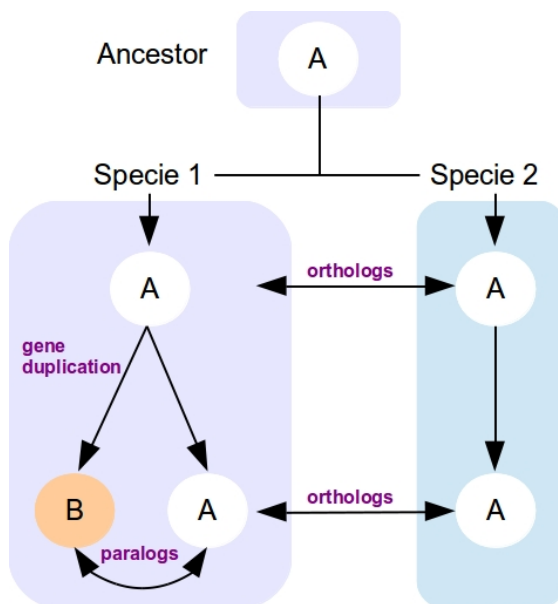 Ancestor
A
Specie 1
Specie 2
A
orthologs
A
gene
duplication
B
A
orthologs
A
paralogs